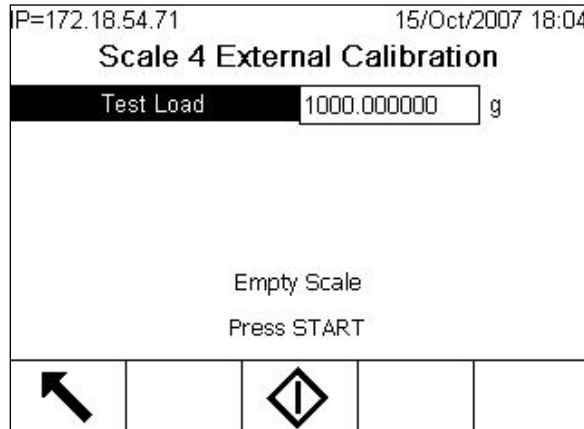 IP=172.18.54.71 15/Oct/2007 18:04
Scale 4 External Calibration
Test Load 1000.000000 g
Empty Scale
Press START